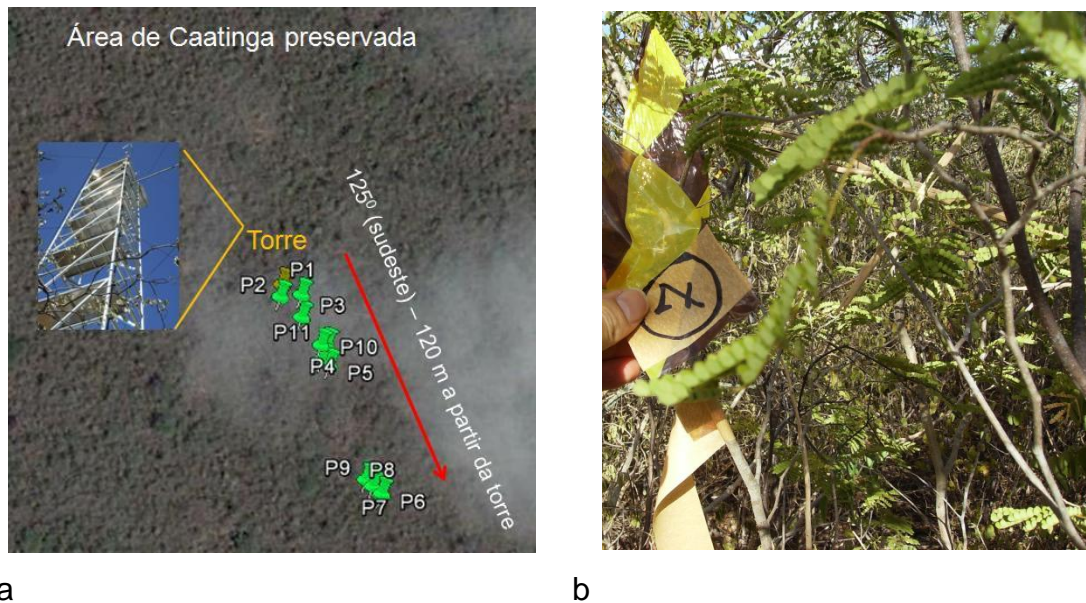 Área de Caatinga preservada
Torre
125⁰ (sudeste) – 120 m a partir da torre
P1
P2
P3
P11
P10
P4
P5
P9
P8
P6
P7
a
b